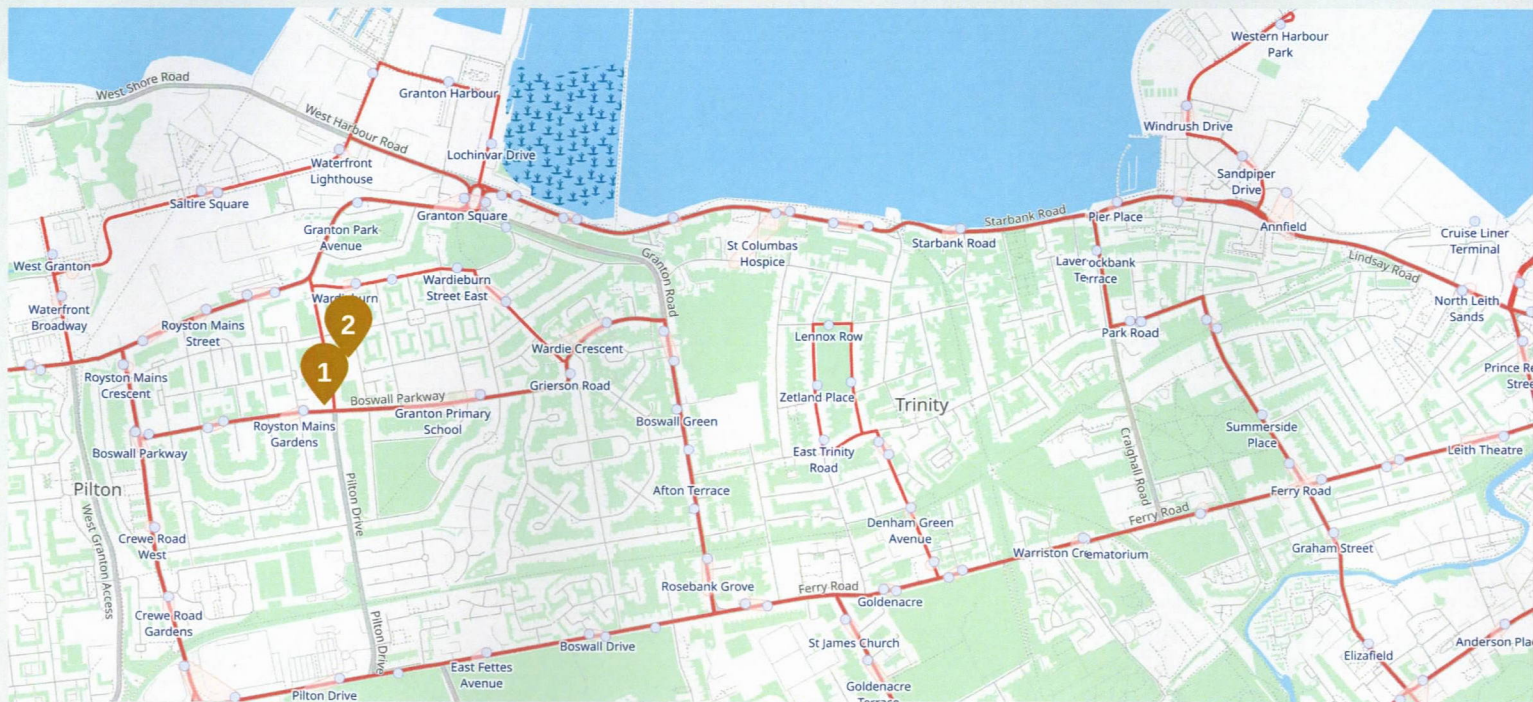 Western Harbour
Park
West Shore Road
Granton Harbour
West Harbour Road
Windrush Drive
Lochinvar Drive
Waterfront
Lighthouse
Sandpiper
Drive
Saltire Square
Granton Square
Starbank Road
Pier Place
Annfield
Granton Park
Avenue
St Columbas
Hospice
Starbank Road
Cruise Liner
Terminal
West Granton
Granton Road
Laverockbank
Terrace
Lindsay Road
Wardieburn
Street East
Waterfront
Broadway
North Leith
Sands
Royston Mains
Street
2
Lennox Row
Park Road
Wardie Crescent
1
Royston Mains
Crescent
Grierson Road
Boswall Parkway
Zetland Place
Trinity
Granton Primary
School
Royston Mains
Gardens
Boswall Green
Summerside
Place
Boswall Parkway
East Trinity
Road
Craighall Road
Leith Theatre
Pilton
Afton Terrace
Ferry Road
Pilton Drive
West Granton Access
Denham Green
Avenue
Ferry Road
Crewe Road
West
Warriston Crematorium
Graham Street
Rosebank Grove
Ferry Road
Goldenacre
Crewe Road
Gardens
Pilton Drive
St James Church
Boswall Drive
Anderson Plac
Elizafield
East Fettes
Avenue
Goldenacre
Pilton Drive